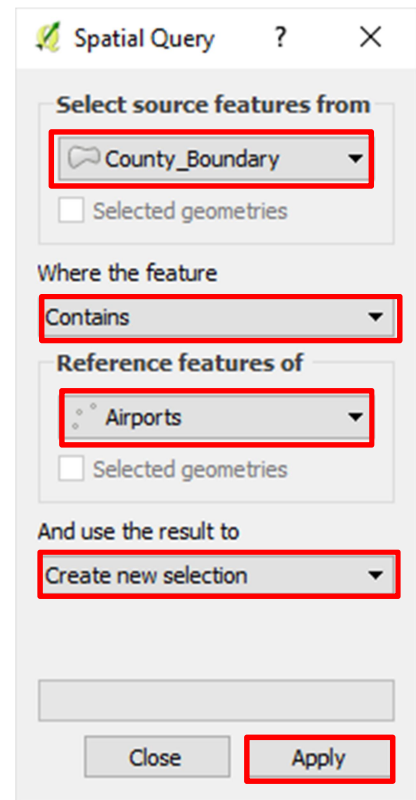 Spatial Query ? ×
Select source features from
County_Boundary
Selected geometries
Where the feature
Contains
Reference features of
Airports
Selected geometries
And use the result to
Create new selection
Close Apply